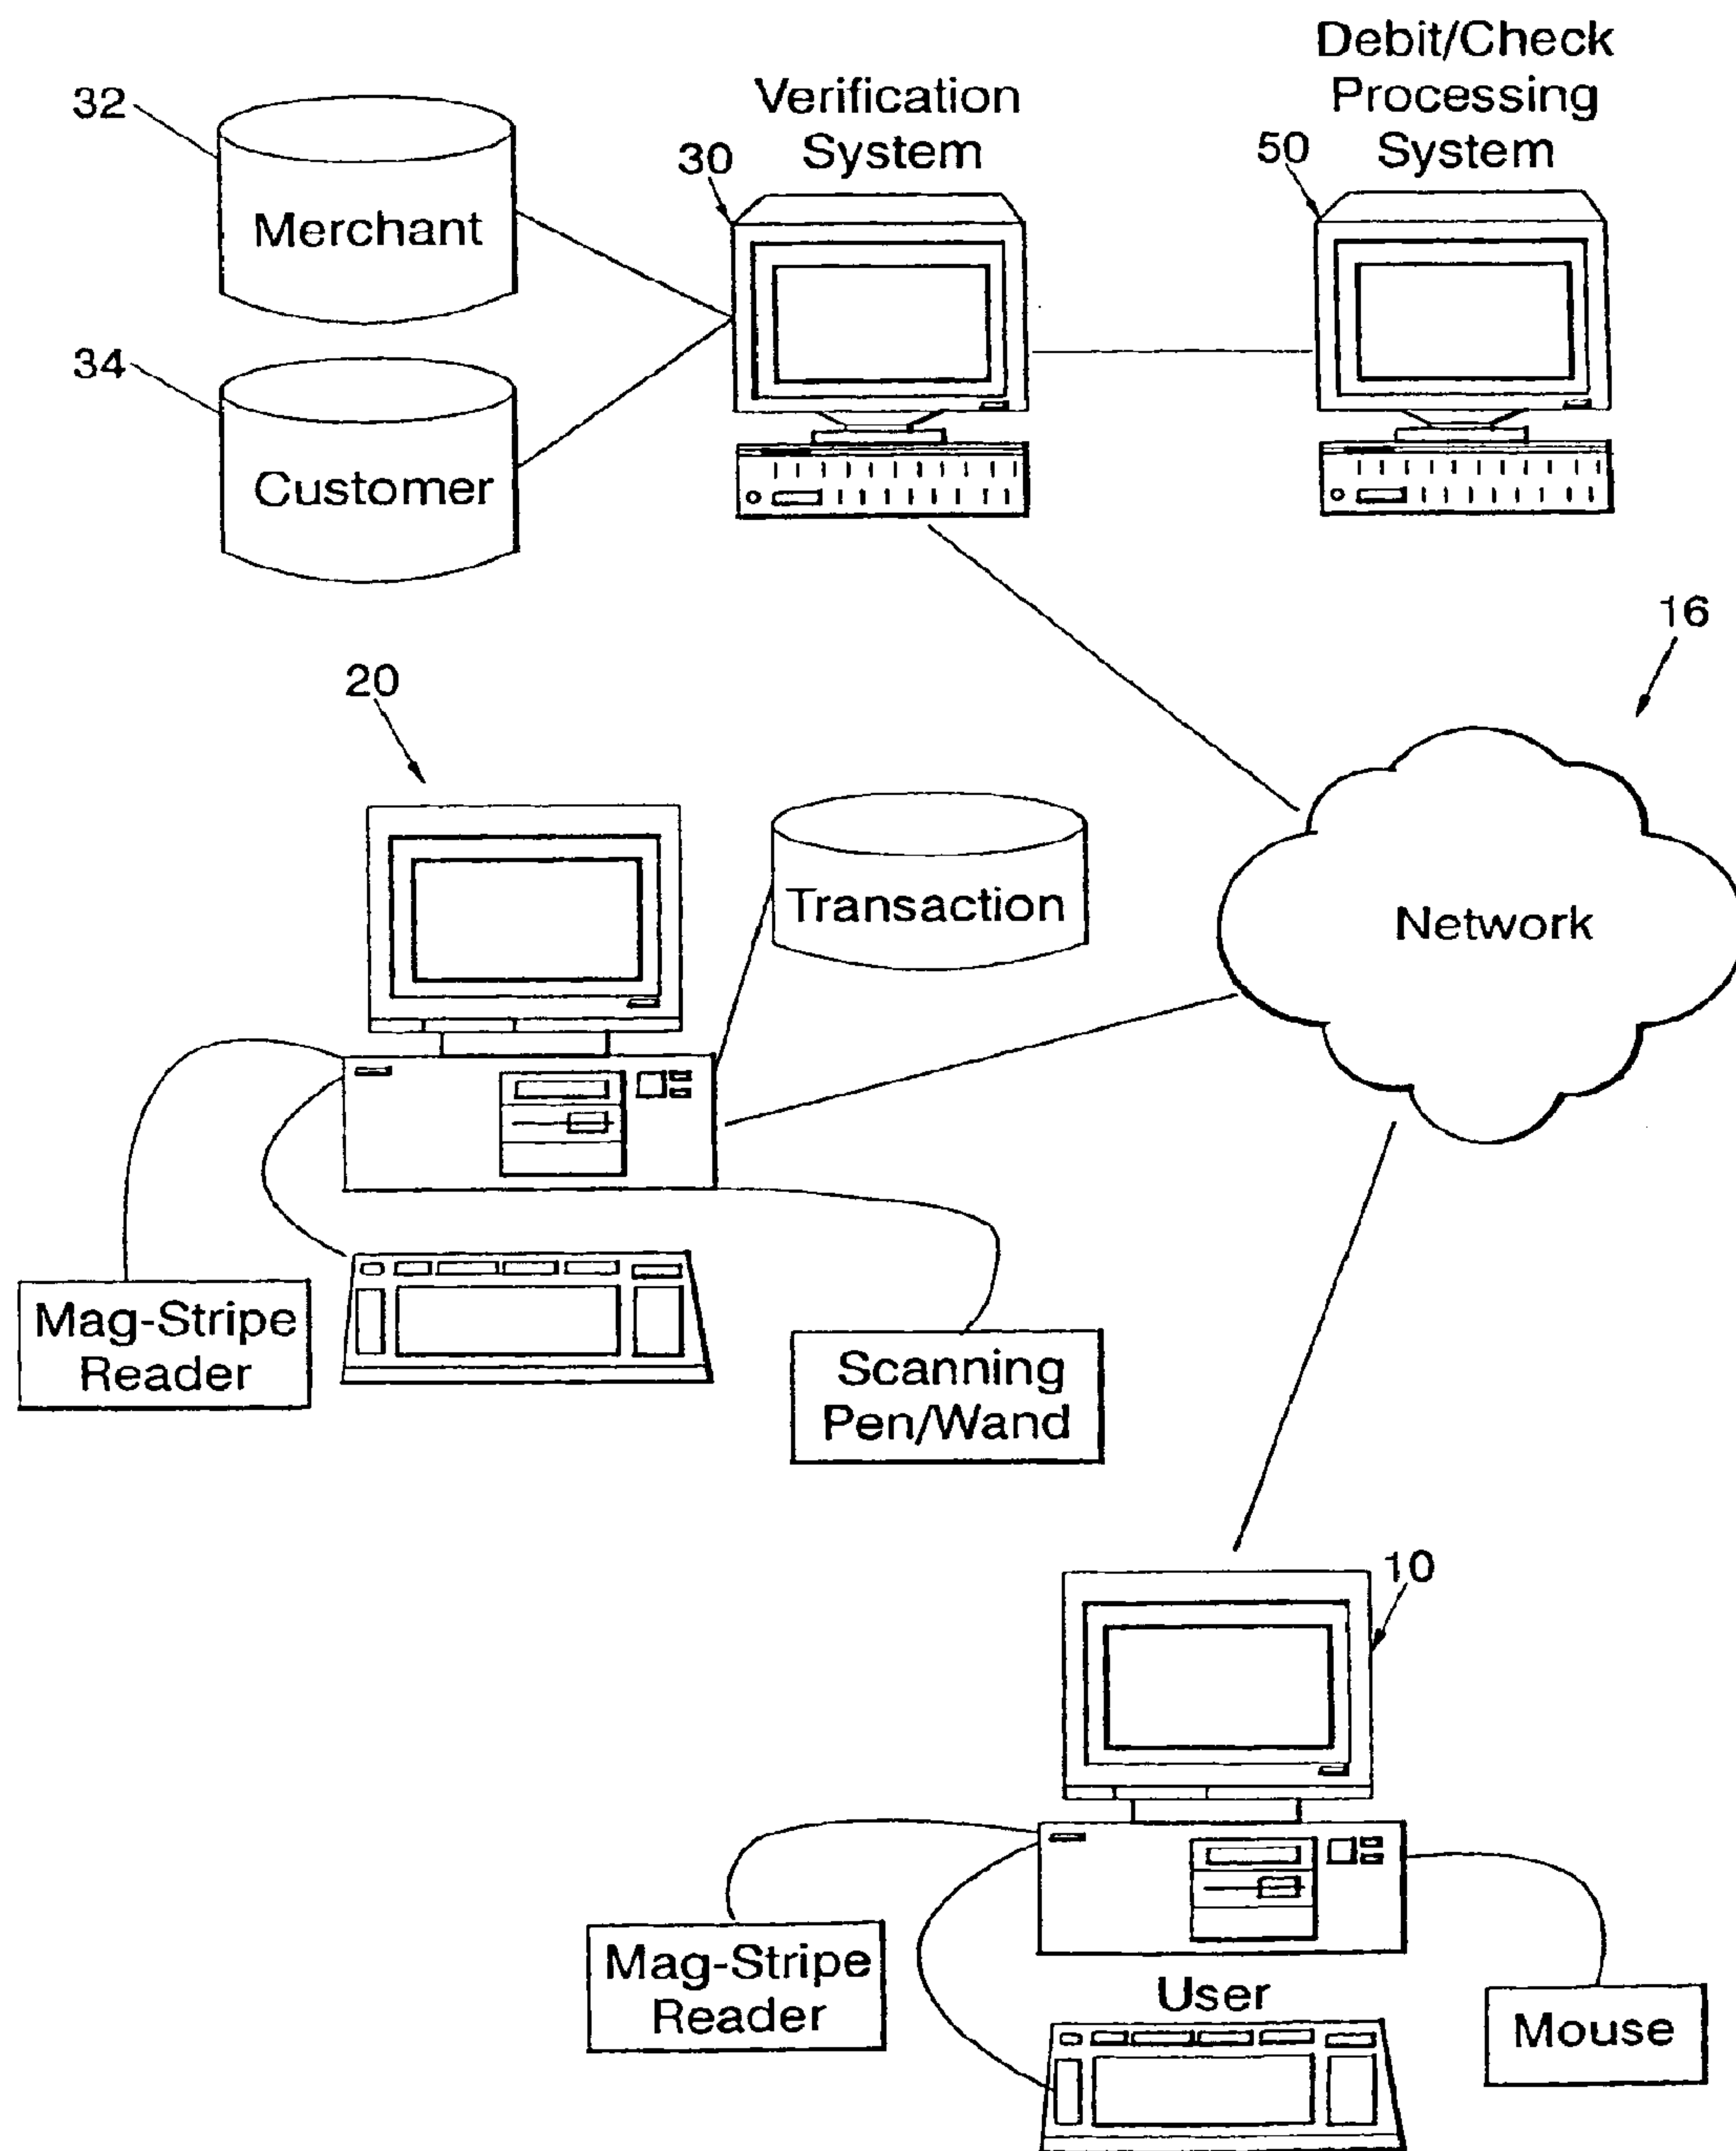 Debit/Check
Processing
System
50
Verification
System
30
32
Merchant
34
Customer
16
Network
20
Transaction
Mag-Stripe
Reader
Scanning
Pen/Wand
10
Mag-Stripe
Reader
User
Mouse